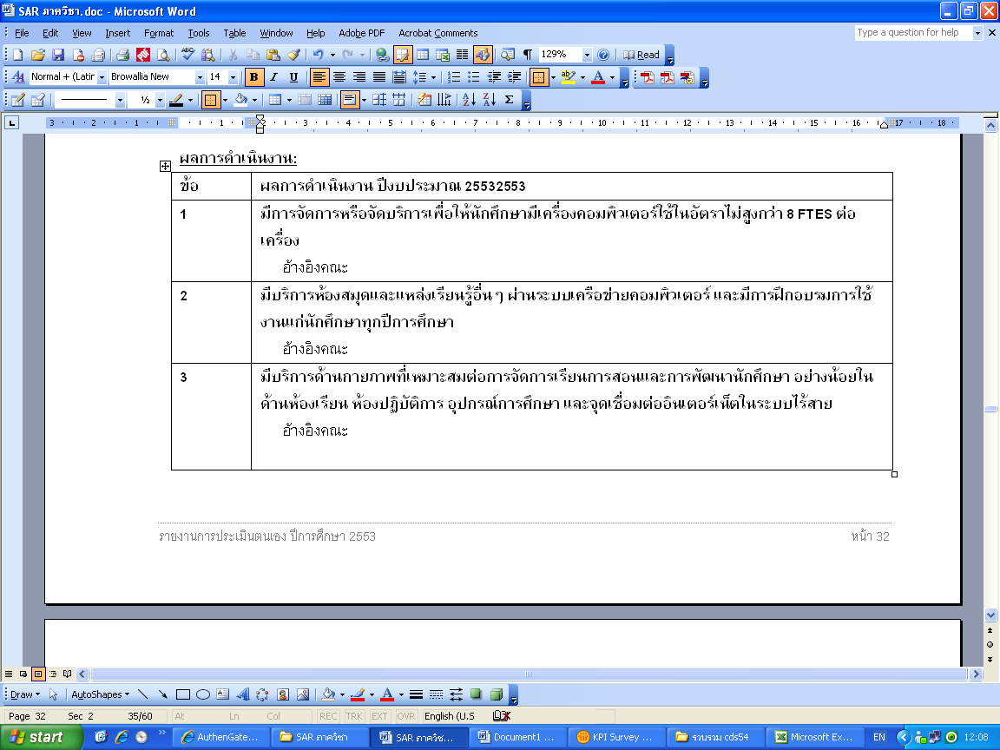 SAR ภาควิชา.doc - Microsoft Word
File Edit View Insert Format Tools Table Window Help Adobe PDF Acrobat Comments Type a question for help
129% Read
Normal + (Latir Browallia New 14 B I U
½
3 2 1 1 2 3 4 5 6 7 8 9 10 11 12 13 14 15 16 17 18
ผลการดำเนินงาน:
ข้อ ผลการดำเนินงาน ปีงบประมาณ 25532553
1 มีการจัดการหรือจัดบริการเพื่อให้นักศึกษามีเครื่องคอมพิวเตอร์ใช้ในอัตราไม่สูงกว่า 8 FTES ต่อ
เครื่อง
อ้างอิงคณะ
2 มีบริการห้องสมุดและแหล่งเรียนรู้อื่นๆ ผ่านระบบเครือข่ายคอมพิวเตอร์ และมีการฝึกอบรมการใช้
งานแก่นักศึกษาทุกปีการศึกษา
อ้างอิงคณะ
3 มีบริการด้านกายภาพที่เหมาะสมต่อการจัดการเรียนการสอนและการพัฒนานักศึกษา อย่างน้อยใน
ด้านห้องเรียน ห้องปฏิบัติการ อุปกรณ์การศึกษา และจุดเชื่อมต่ออินเตอร์เน็ตในระบบไร้สาย
อ้างอิงคณะ
รายงานการประเมินตนเอง ปีการศึกษา 2553 หน้า 32
Draw AutoShapes
Page 32 Sec 2 35/60 At Ln Col REC TRK EXT OVR English (U.S
start AuthenGate... SAR ภาควิชา SAR ภาควิช... Document1 ... KPI Survey ... รวบรวม cds54 Microsoft Ex... EN 12:08